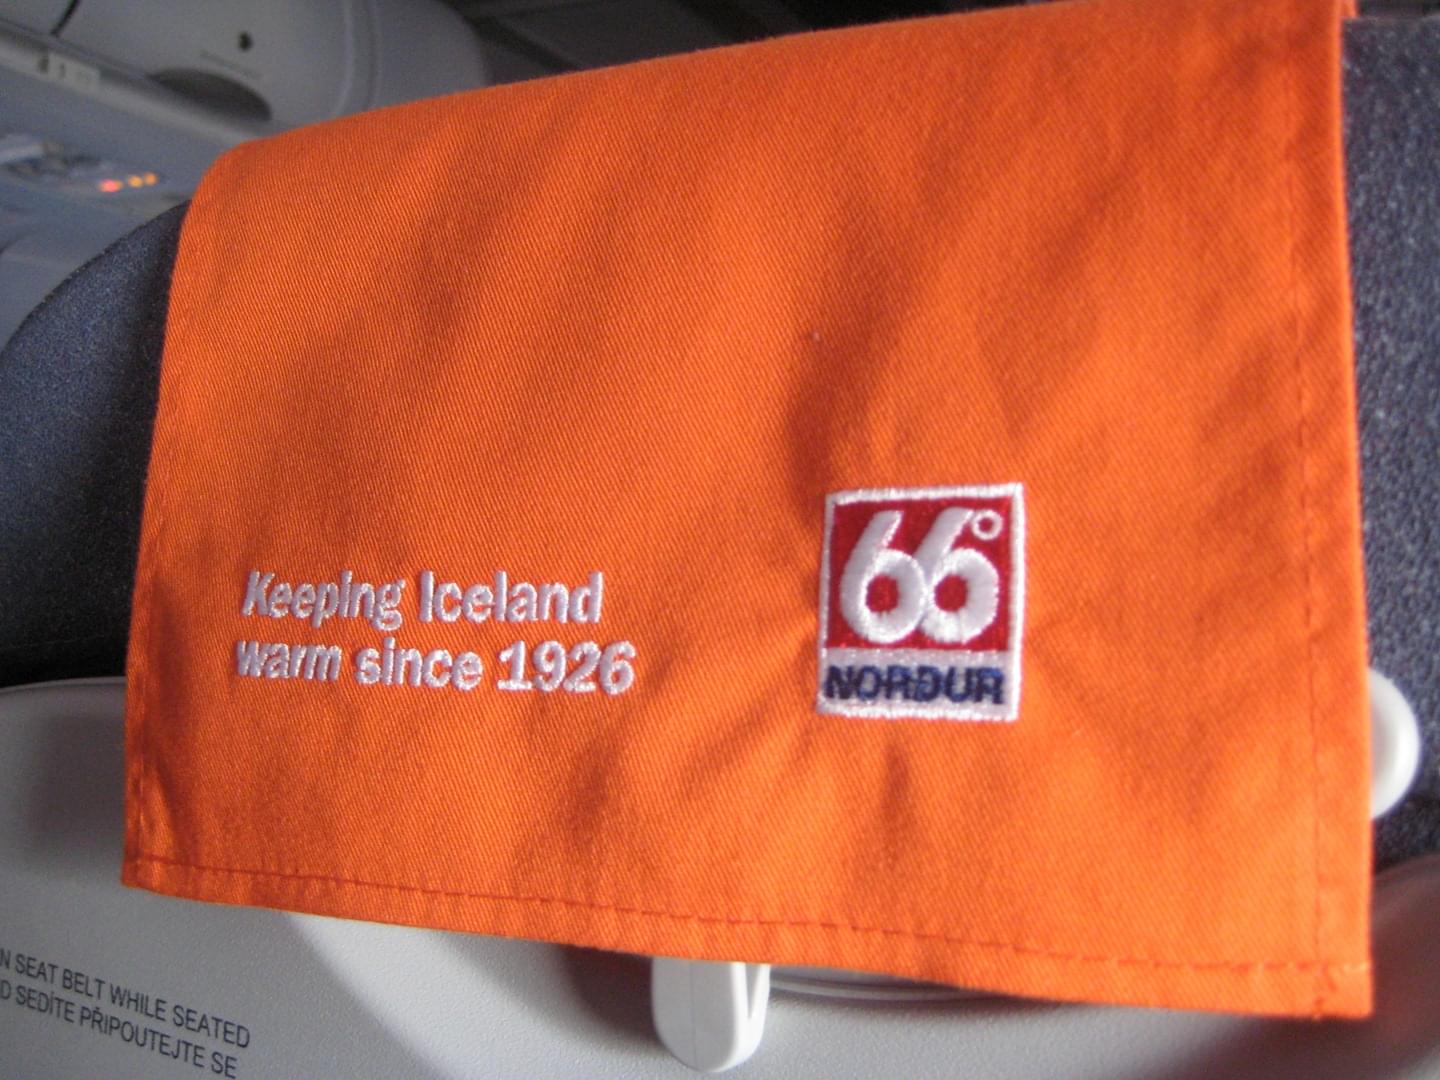 Keeping Iceland
warm since 1926
66°
NORÐUR
SEAT BELT WHILE SEATED
SEDÍTE PŘIPOUTEJTE SE